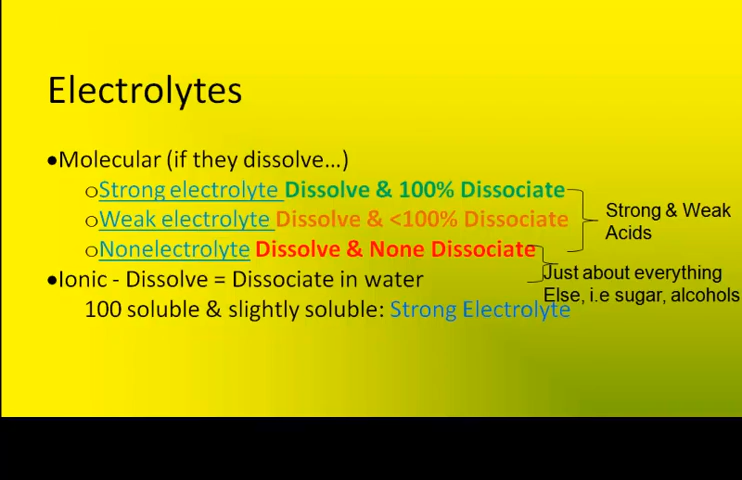 Electrolytes
•Molecular (if they dissolve...)
oStrong electrolyte Dissolve & 100% Dissociate
oWeak electrolyte Dissolve & <100% Dissociate
oNonelectrolyte Dissolve & None Dissociate
Strong & Weak
Acids
•Ionic - Dissolve = Dissociate in water
100 soluble & slightly soluble: Strong Electrolyte
Just about everything
Else, i.e sugar, alcohols